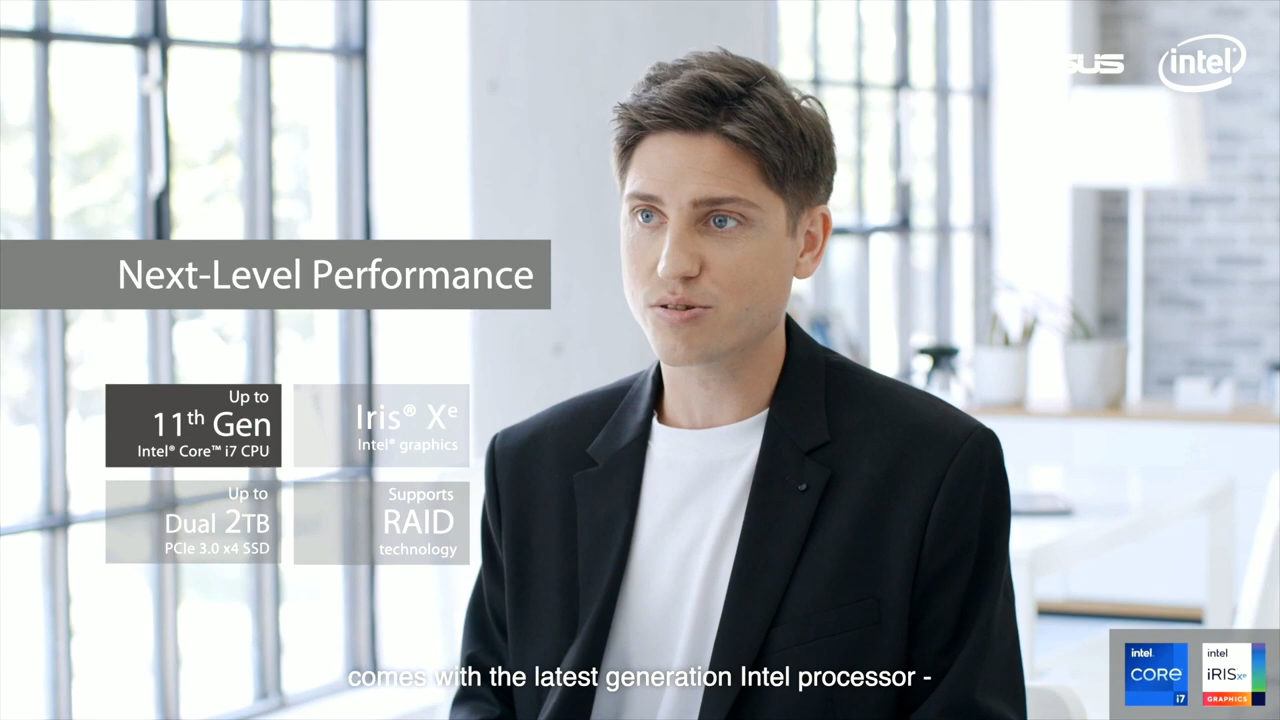 intel
Next-Level Performance
Up to
11th Gen
Intel® Core™ i7 CPU
Iris® Xe
Intel® graphics
Up to
Dual 2TB
PCIe 3.0 x4 SSD
Supports
RAID
technology
comes with the latest generation Intel processor -
intel
CORE
i7
intel
iRIS Xe
GRAPHICS